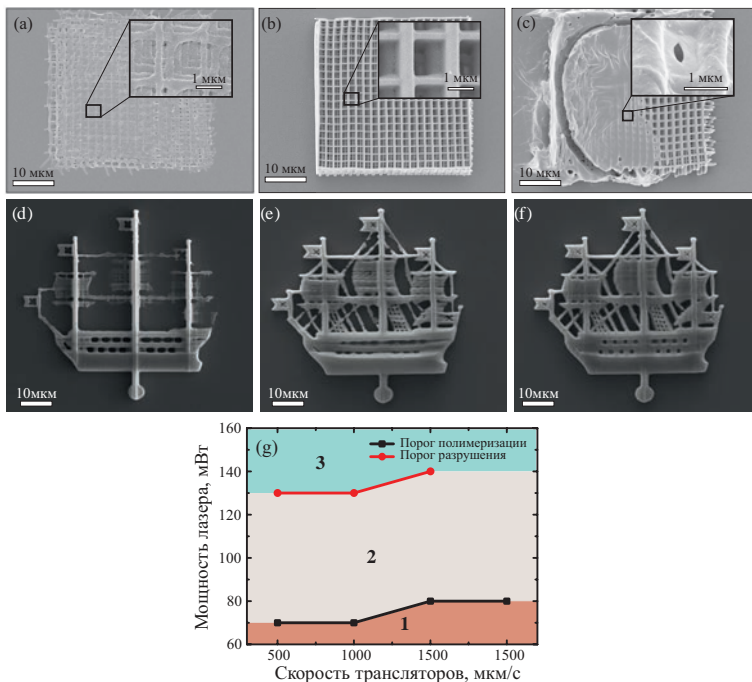 (a)
1 мкм
10 мкм
(b)
1 мкм
10 мкм
(c)
1 мкм
10 мкм
(d)
10мкм
(e)
10мкм
(f)
10мкм
(g)
Порог полимеризации
Порог разрушения
160
140
120
100
80
60
Мощность лазера, мВт
3
2
1
500
1000
1500
1500
Скорость трансляторов, мкм/с